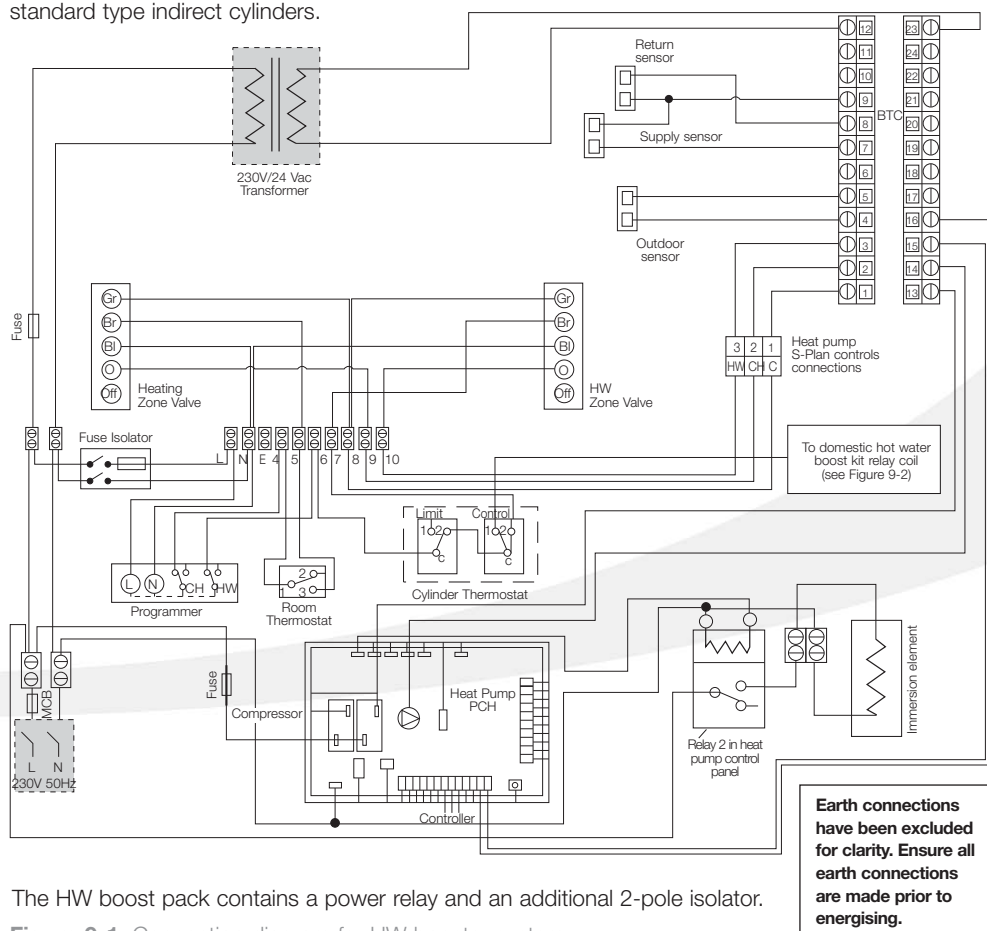 standard type indirect cylinders.
12
23
11
24
10
22
9
21
BTC
8
20
7
19
6
18
5
17
4
16
3
15
2
14
1
13
Return
sensor
Supply sensor
Outdoor
sensor
230V/24 Vac
Transformer
Fuse
Gr
Br
Bl
O
Off
Heating
Zone Valve
Gr
Br
Bl
O
Off
HW
Zone Valve
3 2 1
HW CH C
Heat pump
S-Plan controls
connections
Fuse Isolator
L N E 4 5 6 7 8 9 10
To domestic hot water
boost kit relay coil
(see Figure 9-2)
Limit
1 2
c
Control
1 2
c
Cylinder Thermostat
L N CH HW
Programmer
2
1 3
Room
Thermostat
MCB
L N
230V 50Hz
Fuse
Compressor
Heat Pump
PCH
Controller
Relay 2 in heat
pump control
panel
Immersion element
Earth connections
have been excluded
for clarity. Ensure all
earth connections
are made prior to
energising.
The HW boost pack contains a power relay and an additional 2-pole isolator.